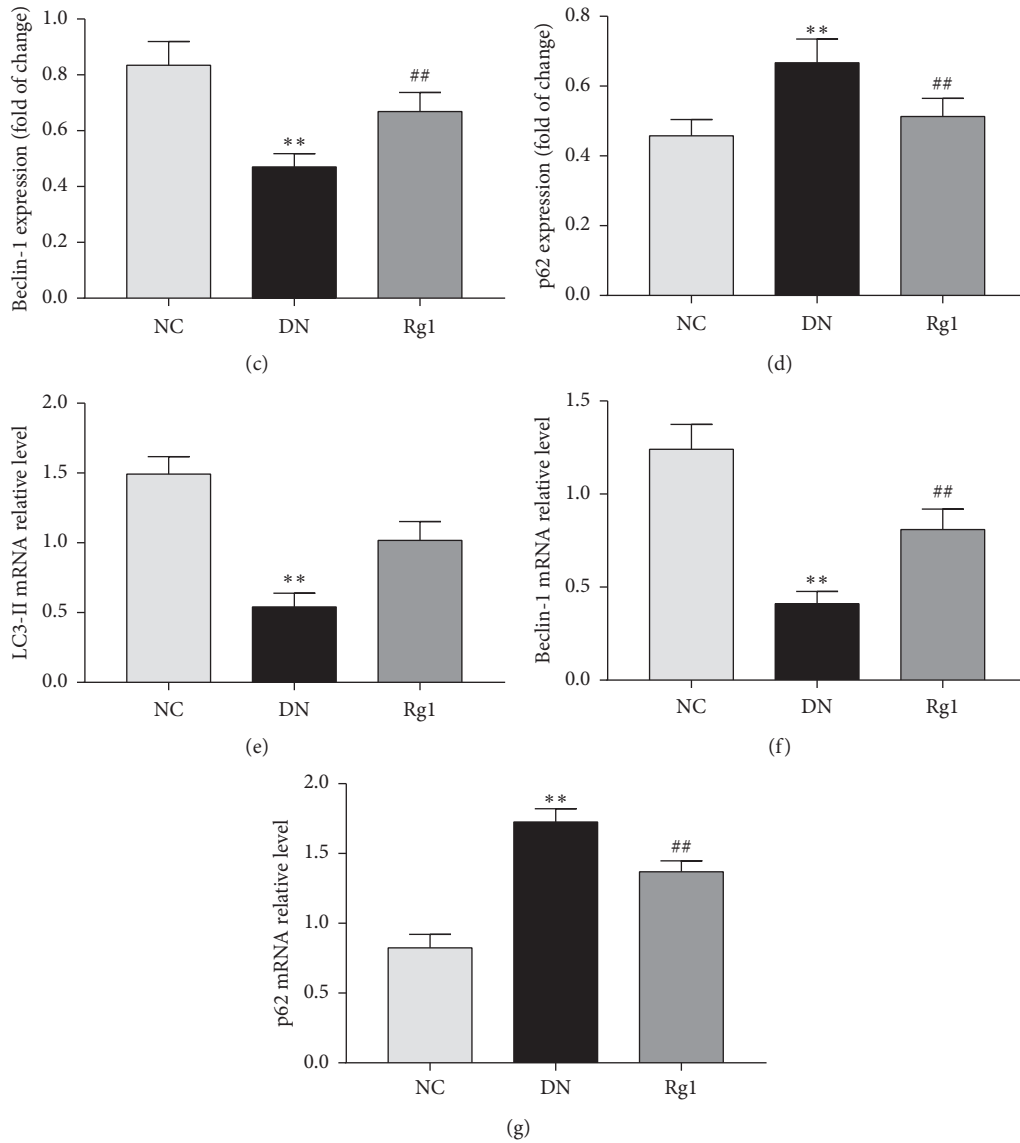 Beclin-1 expression (fold of change)
1.0
0.8
0.6
0.4
0.2
0.0
**
##
NC DN Rg1
(c)
p62 expression (fold of change)
0.8
0.6
0.4
0.2
0.0
**
##
NC DN Rg1
(d)
LC3-II mRNA relative level
2.0
1.5
1.0
0.5
0.0
**
NC DN Rg1
(e)
Beclin-1 mRNA relative level
1.5
1.0
0.5
0.0
**
##
NC DN Rg1
(f)
p62 mRNA relative level
2.0
1.5
1.0
0.5
0.0
**
##
NC DN Rg1
(g)